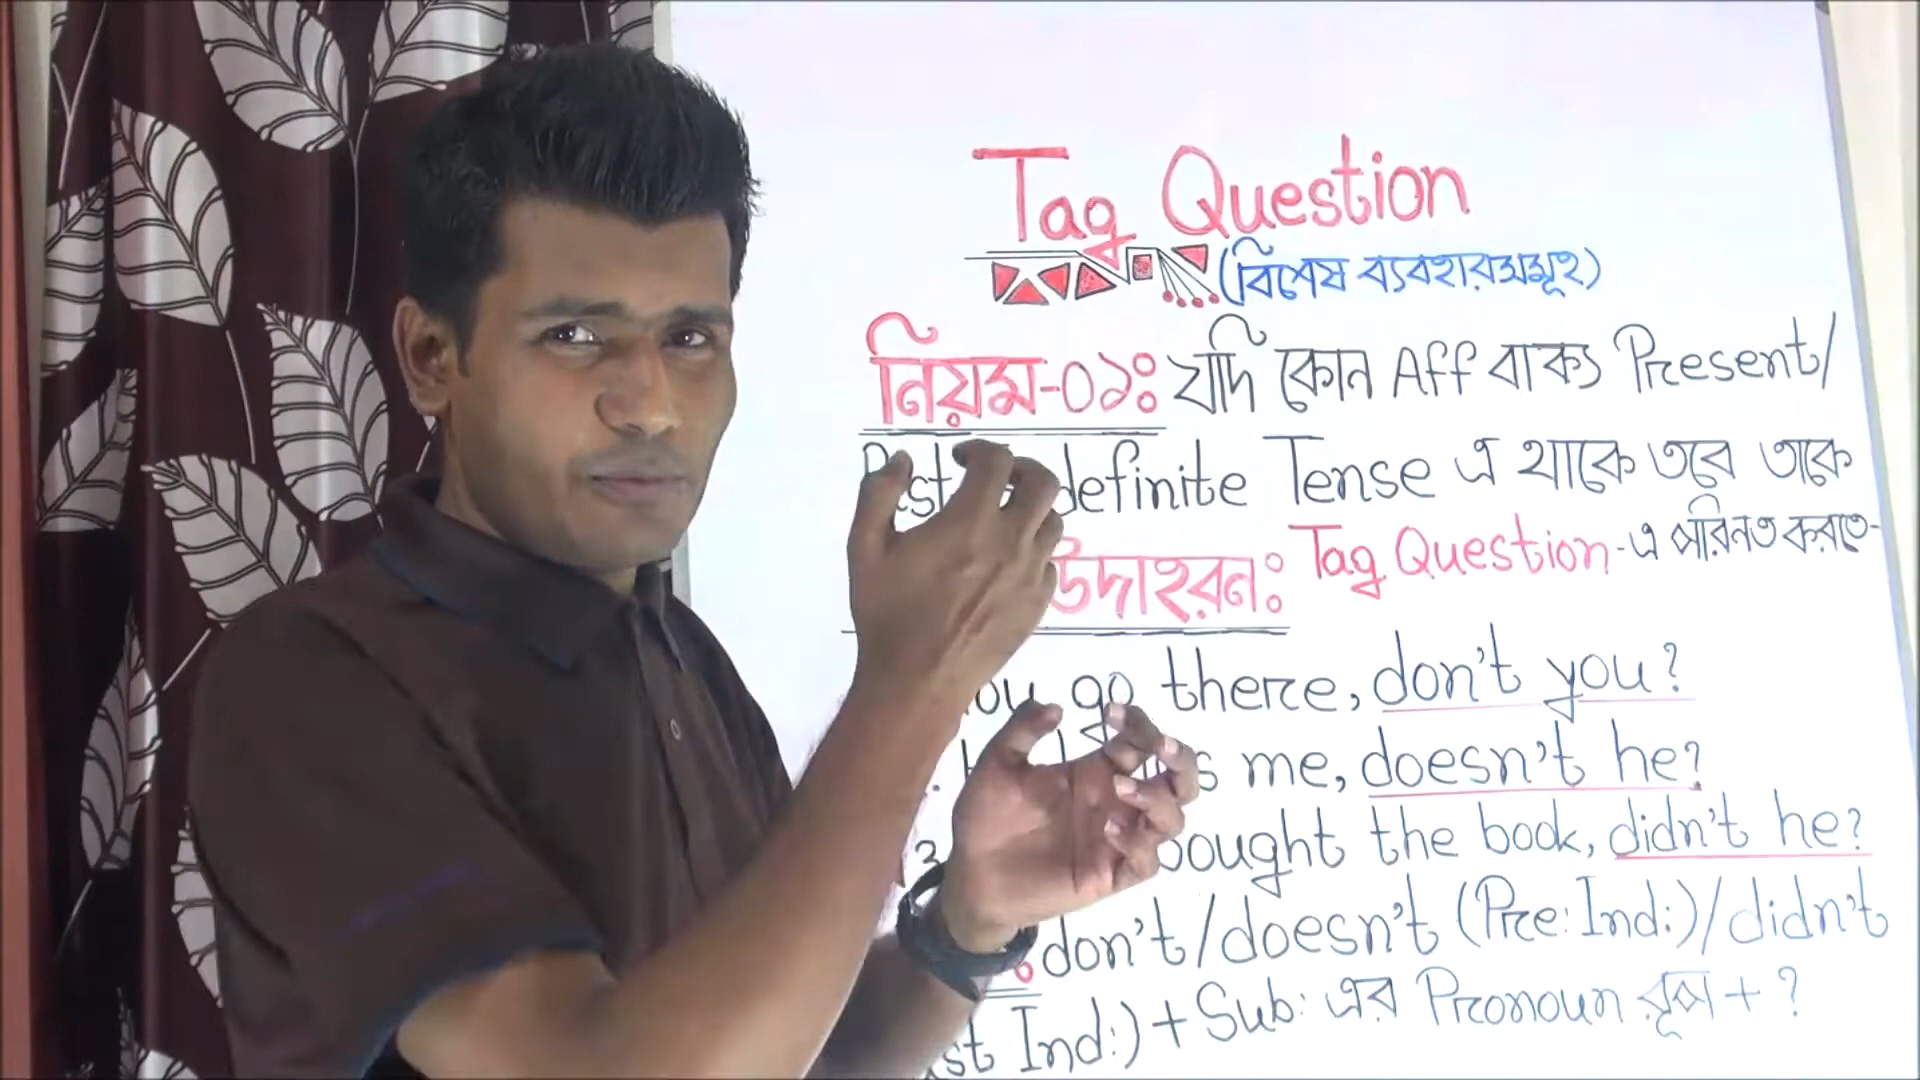 Tag Question
(বিশেষ ব্যবহারসমূহ)
নিয়ম-০১ঃ যদি কোন Aff বাক্য Present/
definite Tense এ থাকে তবে তাকে
Tag Question-এ পরিনত করতে-
উদাহরনঃ
go there, don't you?
me, doesn't he?
3 bought the book, didn't he?
don't/doesn't (Pre:Ind:)/didn't
Ind:) + Sub: এর Pronoun রূপ + ?